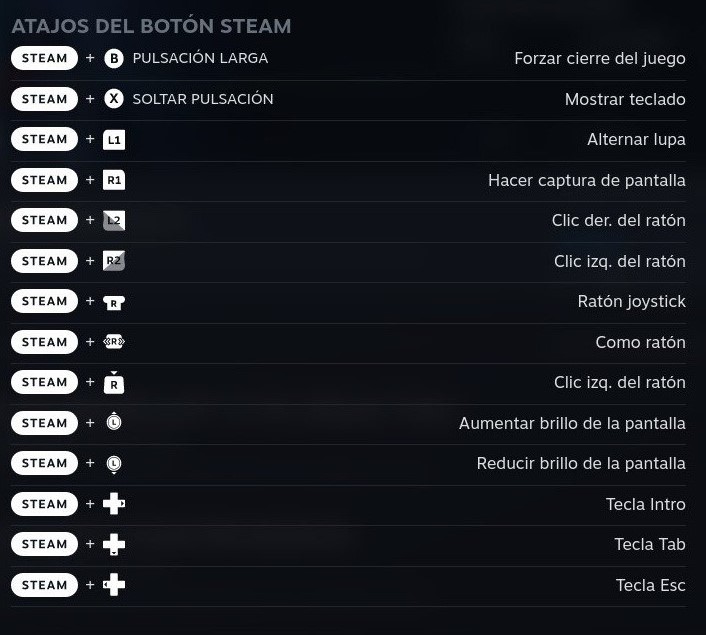 ATAJOS DEL BOTÓN STEAM
STEAM + B PULSACIÓN LARGA Forzar cierre del juego
STEAM + X SOLTAR PULSACIÓN Mostrar teclado
STEAM + L1 Alternar lupa
STEAM + R1 Hacer captura de pantalla
STEAM + L2 Clic der. del ratón
STEAM + R2 Clic izq. del ratón
STEAM + R Ratón joystick
STEAM + R Como ratón
STEAM + R Clic izq. del ratón
STEAM + L Aumentar brillo de la pantalla
STEAM + L Reducir brillo de la pantalla
STEAM + Tecla Intro
STEAM + Tecla Tab
STEAM + Tecla Esc